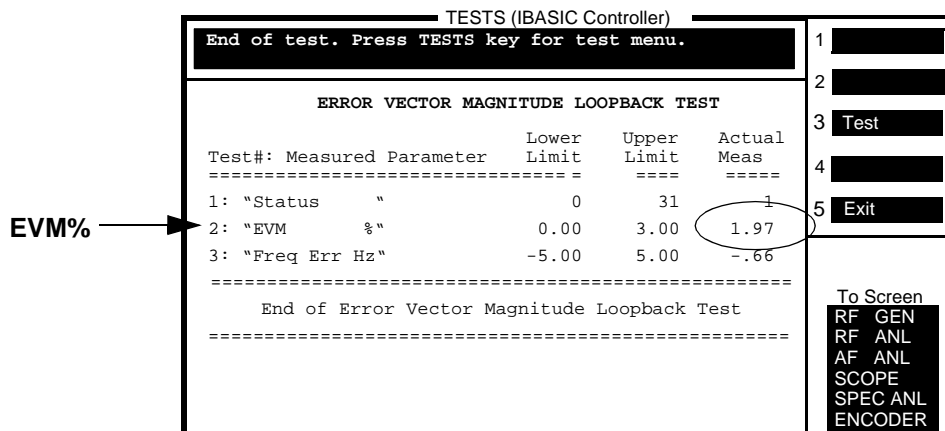 TESTS (IBASIC Controller)
End of test. Press TESTS key for test menu.
ERROR VECTOR MAGNITUDE LOOPBACK TEST
Lower Upper Actual
Test#: Measured Parameter Limit Limit Meas
================================ = ==== =====
1: "Status " 0 31 1
EVM%
2: "EVM %" 0.00 3.00 1.97
3: "Freq Err Hz" -5.00 5.00 -.66
====================================================
End of Error Vector Magnitude Loopback Test
====================================================
1
2
3 Test
4
5 Exit
To Screen
RF GEN
RF ANL
AF ANL
SCOPE
SPEC ANL
ENCODER